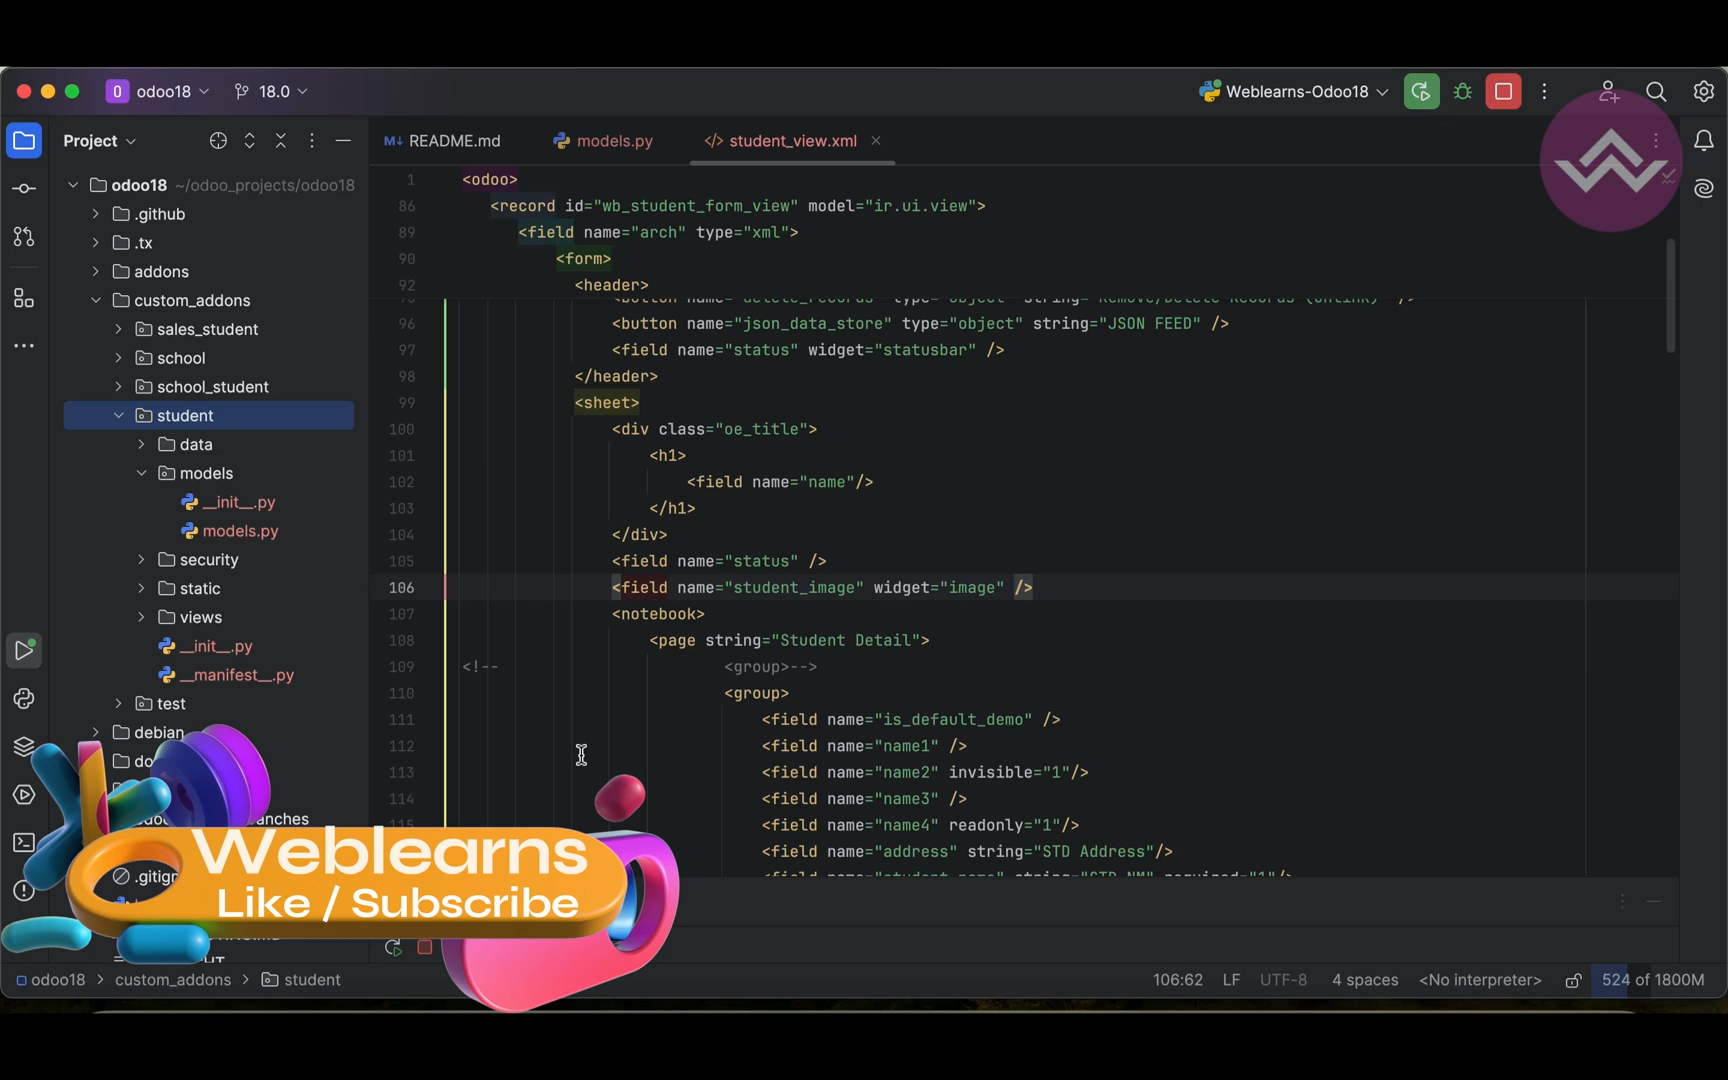 0 odoo18
18.0
Weblearns-Odoo18
Project
M↓ README.md
models.py
</> student_view.xml
odoo18 ~/odoo_projects/odoo18
.github
.tx
addons
custom_addons
sales_student
school
school_student
student
data
models
__init__.py
models.py
security
static
views
__init__.py
__manifest__.py
test
debian
do
anches
.gitign
1 <odoo>
86 <record id="wb_student_form_view" model="ir.ui.view">
89 <field name="arch" type="xml">
90 <form>
92 <header>
96 <button name="json_data_store" type="object" string="JSON FEED" />
97 <field name="status" widget="statusbar" />
98 </header>
99 <sheet>
100 <div class="oe_title">
101 <h1>
102 <field name="name"/>
103 </h1>
104 </div>
105 <field name="status" />
106 <field name="student_image" widget="image" />
107 <notebook>
108 <page string="Student Detail">
109 <!-- <group>-->
110 <group>
111 <field name="is_default_demo" />
112 <field name="name1" />
113 <field name="name2" invisible="1"/>
114 <field name="name3" />
115 <field name="name4" readonly="1"/>
<field name="address" string="STD Address"/>
Weblearns
Like / Subscribe
odoo18 > custom_addons > student
106:62 LF UTF-8 4 spaces <No interpreter> 524 of 1800M